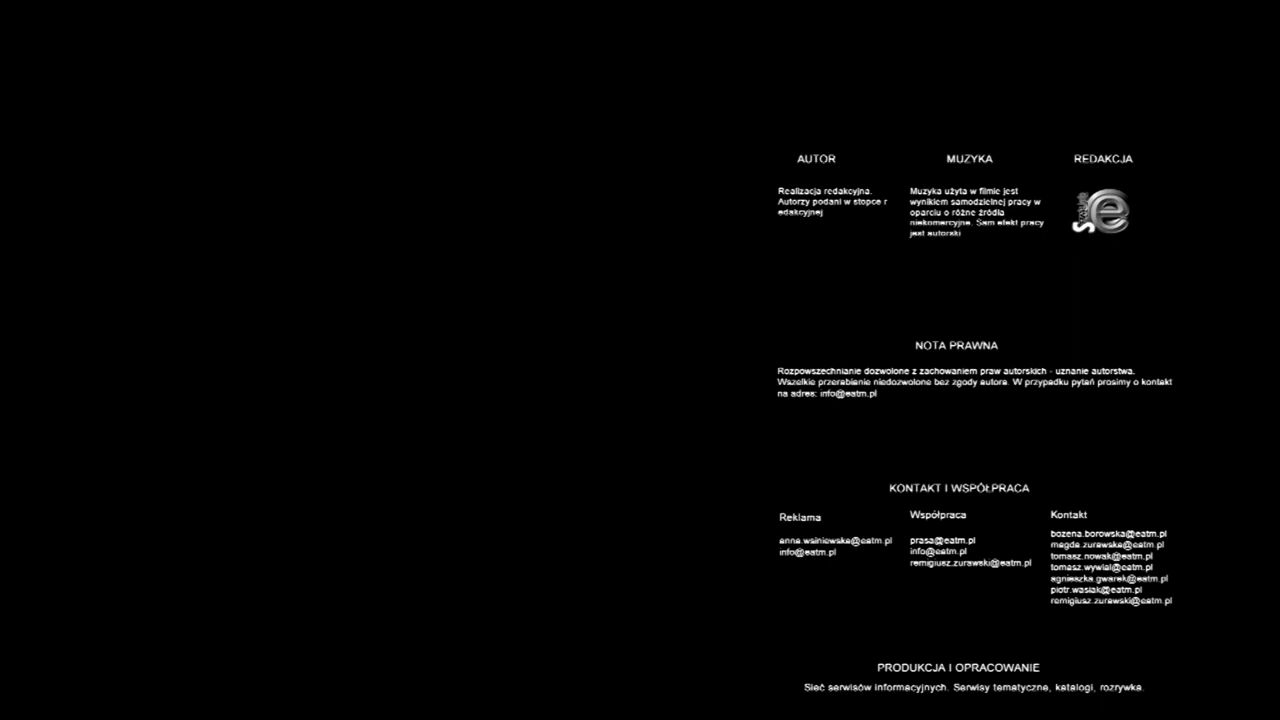 AUTOR
Realizacja redakcyjna.
Autorzy podani w stopce r
edakcyjnej
MUZYKA
Muzyka użyta w filmie jest
wynikiem samodzielnej pracy w
oparciu o różne źródła
niekomercyjne. Sam efekt pracy
jest autorski
REDAKCJA
e
NOTA PRAWNA
Rozpowszechnianie dozwolone z zachowaniem praw autorskich - uznanie autorstwa.
Wszelkie przerabianie niedozwolone bez zgody autora. W przypadku pytań prosimy o kontakt
na adres: info@eatm.pl
KONTAKT I WSPÓŁPRACA
Reklama
anna.wsiniewska@eatm.pl
info@eatm.pl
Współpraca
prasa@eatm.pl
info@eatm.pl
remigiusz.zurawski@eatm.pl
Kontakt
bozena.borowska@eatm.pl
magda.zurawska@eatm.pl
tomasz.nowak@eatm.pl
tomasz.wywial@eatm.pl
agnieszka.gwarek@eatm.pl
piotr.wasiak@eatm.pl
remigiusz.zurawski@eatm.pl
PRODUKCJA I OPRACOWANIE
Sieć serwisów informacyjnych. Serwisy tematyczne, katalogi, rozrywka.